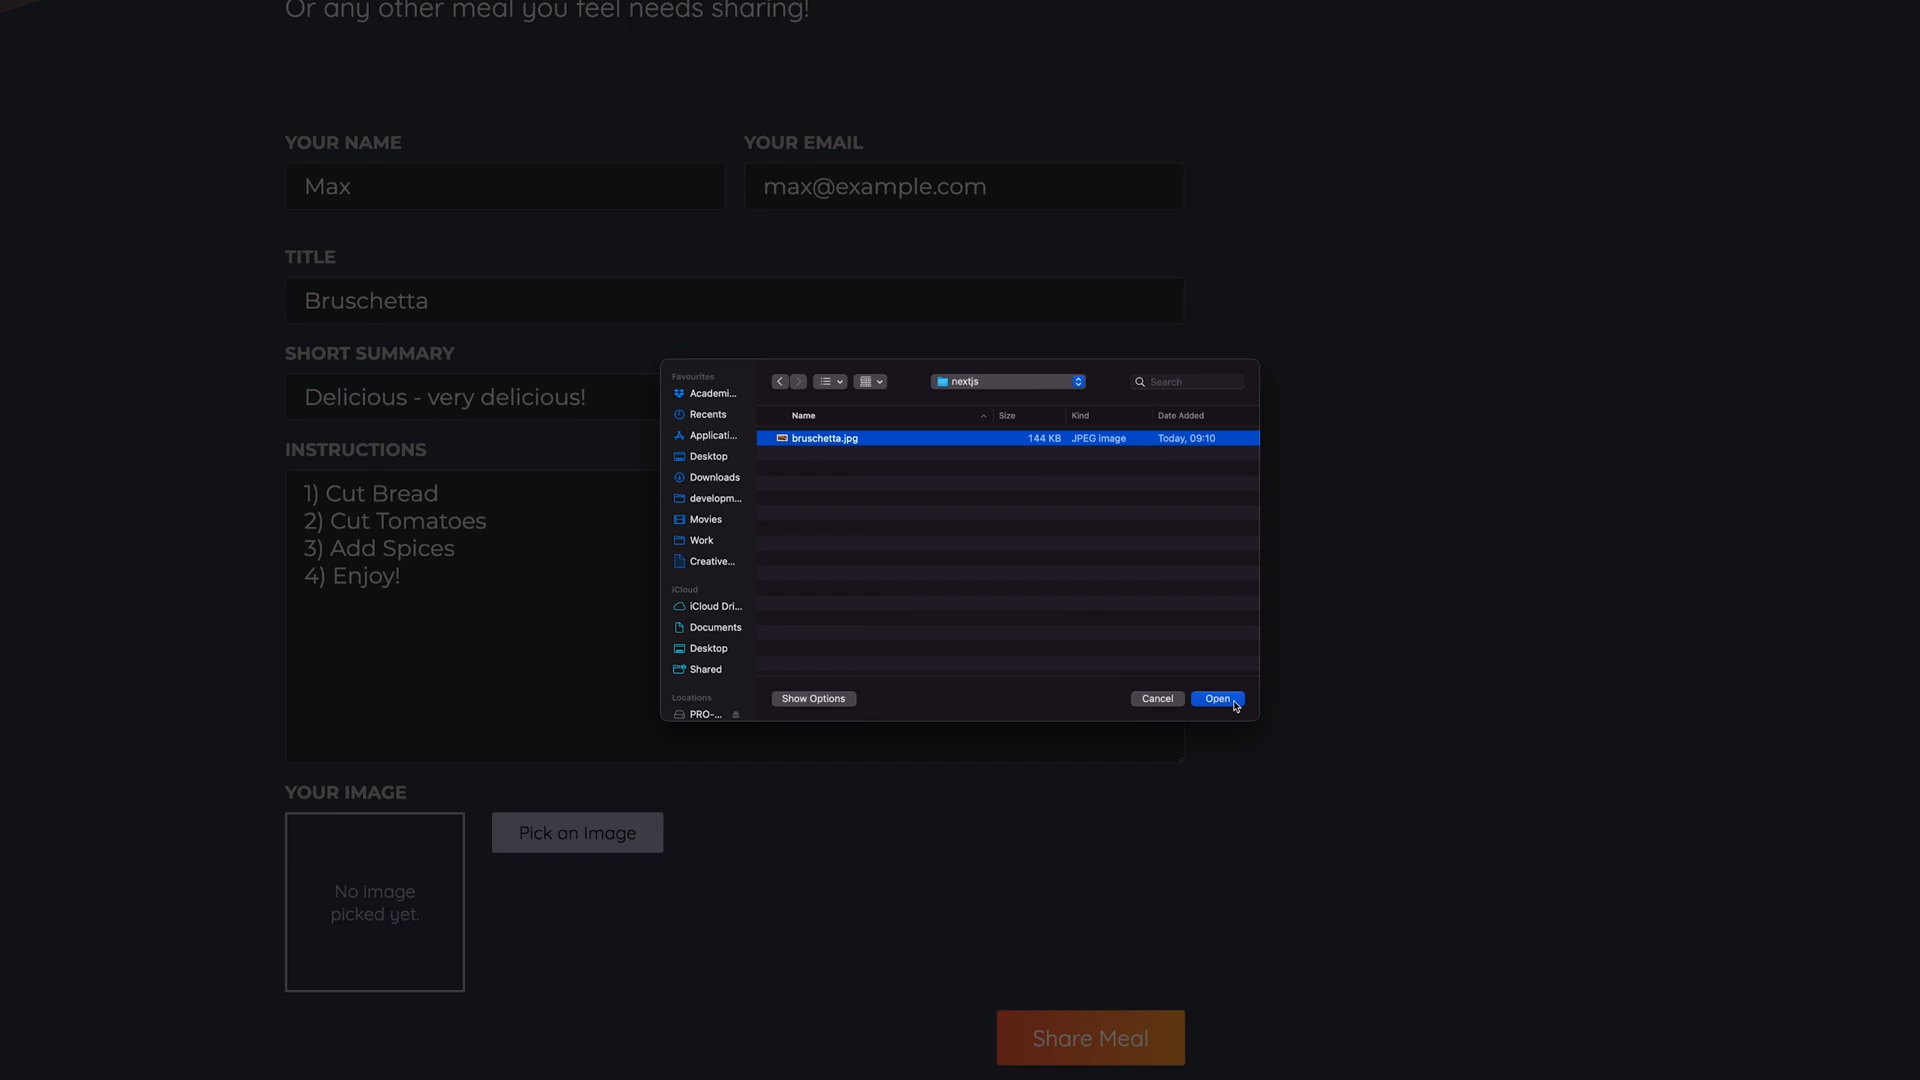 Or any other meal you feel needs sharing!
YOUR NAME
YOUR EMAIL
Max
max@example.com
TITLE
Bruschetta
SHORT SUMMARY
Delicious - very delicious!
INSTRUCTIONS
1) Cut Bread
2) Cut Tomatoes
3) Add Spices
4) Enjoy!
Favourites
Academi...
Recents
Applicati...
Desktop
Downloads
developm...
Movies
Work
Creative...
iCloud
iCloud Dri...
Documents
Desktop
Shared
Locations
PRO-...
nextjs
Search
Name
Size
Kind
Date Added
bruschetta.jpg
144 KB
JPEG image
Today, 09:10
Show Options
Cancel
Open
YOUR IMAGE
No image
picked yet.
Pick an Image
Share Meal